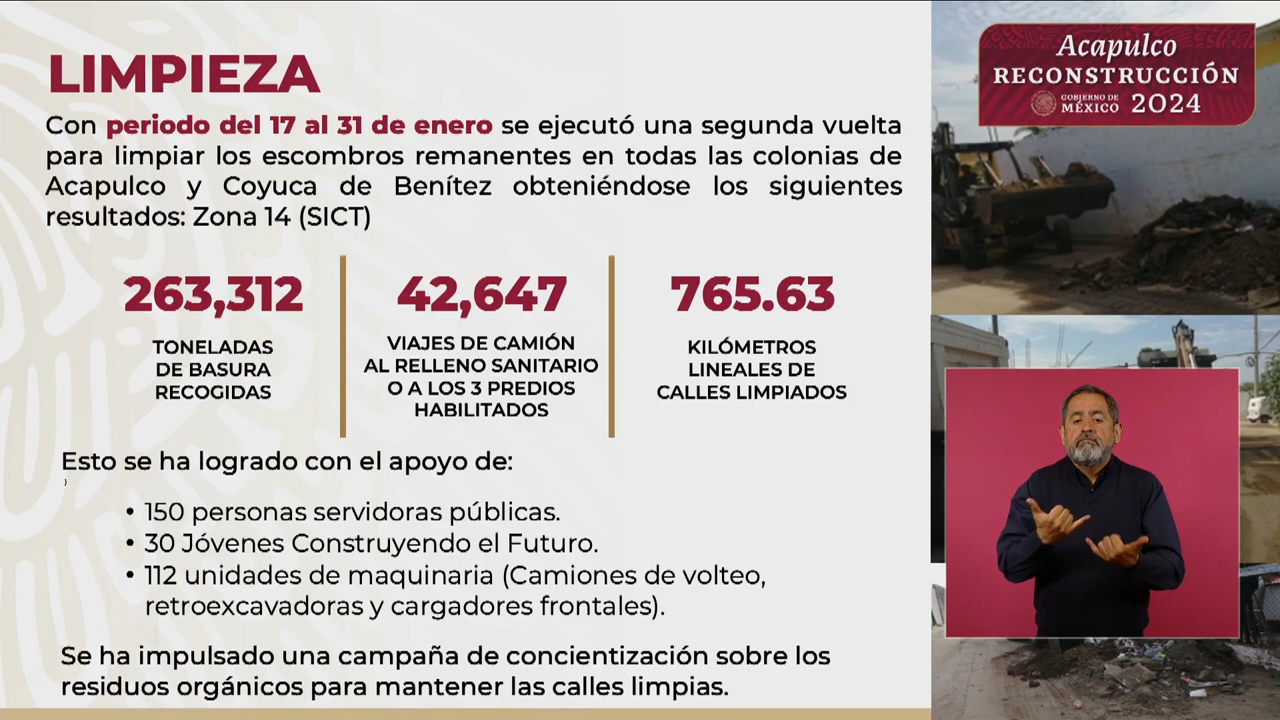 LIMPIEZA
Con periodo del 17 al 31 de enero se ejecutó una segunda vuelta
para limpiar los escombros remanentes en todas las colonias de
Acapulco y Coyuca de Benítez obteniéndose los siguientes
resultados: Zona 14 (SICT)
263,312
TONELADAS
DE BASURA
RECOGIDAS
42,647
VIAJES DE CAMIÓN
AL RELLENO SANITARIO
O A LOS 3 PREDIOS
HABILITADOS
765.63
KILÓMETROS
LINEALES DE
CALLES LIMPIADOS
Esto se ha logrado con el apoyo de:
• 150 personas servidoras públicas.
• 30 Jóvenes Construyendo el Futuro.
• 112 unidades de maquinaria (Camiones de volteo,
retroexcavadoras y cargadores frontales).
Se ha impulsado una campaña de concientización sobre los
residuos orgánicos para mantener las calles limpias.
Acapulco
RECONSTRUCCIÓN
GOBIERNO DE
MÉXICO 2024